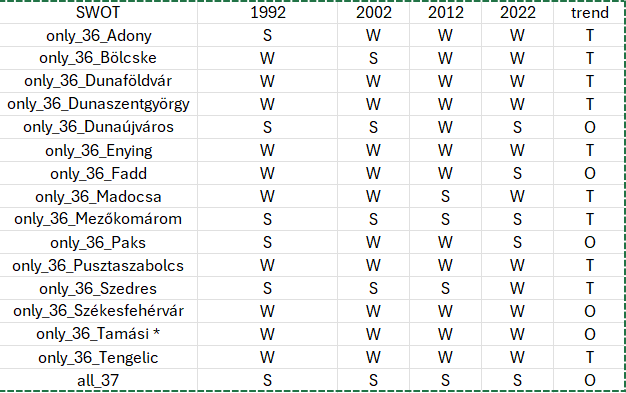 SWOT 1992 2002 2012 2022 trend
only_36_Adony S W W W T
only_36_Bölcske W S W W T
only_36_Dunaföldvár W W W W T
only_36_Dunaszentgyörgy W W W W T
only_36_Dunaújváros S S W S O
only_36_Enying W W W W T
only_36_Fadd W W W S O
only_36_Madocsa W W S W T
only_36_Mezőkomárom S S S S T
only_36_Paks S W W S O
only_36_Pusztaszabolcs W W W W T
only_36_Szedres S S S W T
only_36_Székesfehérvár W W W W O
only_36_Tamási * W W W W O
only_36_Tengelic W W W W T
all_37 S S S S O